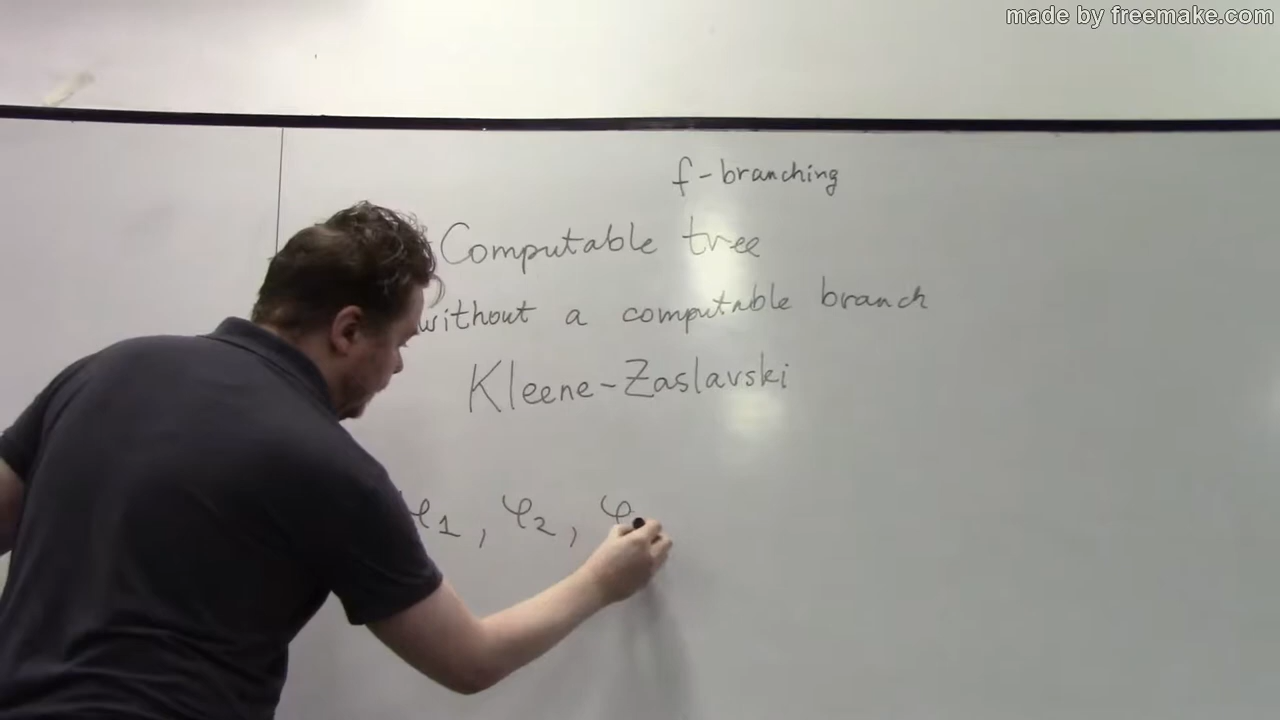 made by freemake.com
f-branching
Computable tree
without a computable branch
Kleene-Zaslavski
φ1, φ2, φ